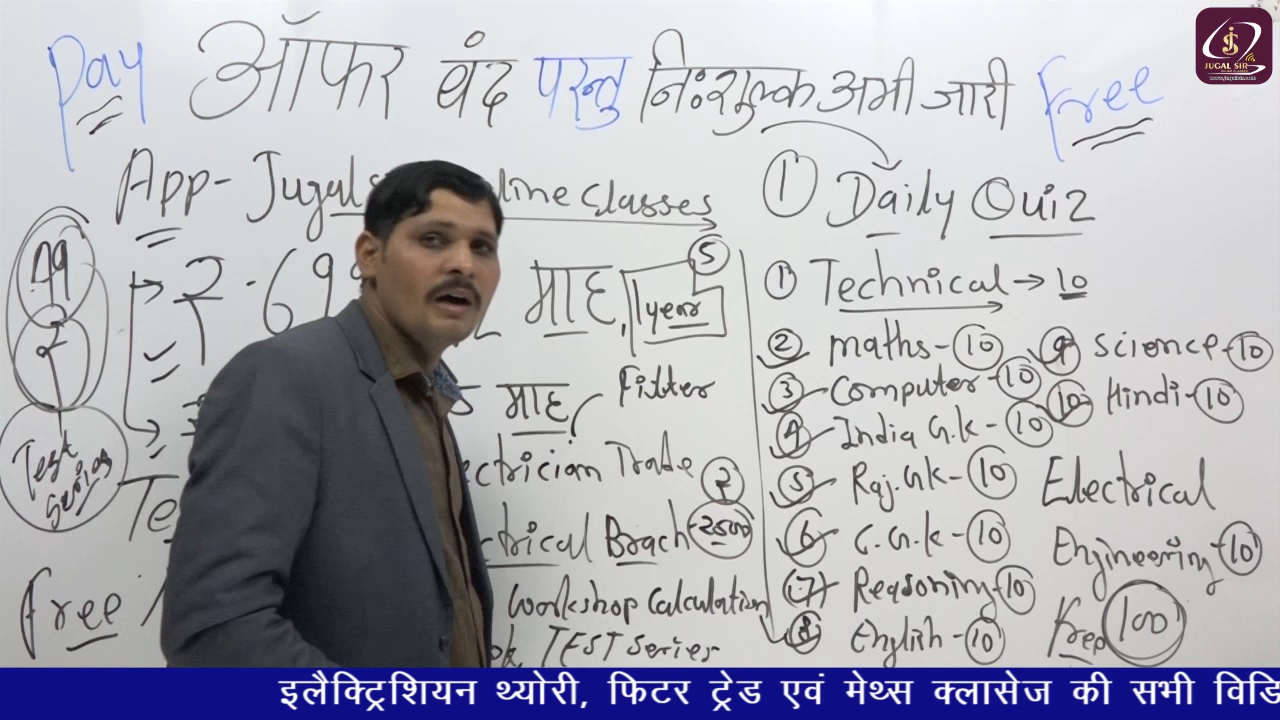 Pay ऑफर बंद परन्तु निःशुल्क अभी जारी Free
JUGAL SIR
App- Jugal
line Classes
99
Test Series
माह, 1 year
5
माह
Fitter
ectrician Trade
2
ctrical Brach 2500
Workshop Calculation
TEST Series
Free
① Daily Quiz
① Technical → 10
② maths - 10
③ Computer - 10
④ India G.k - 10
⑤ Raj. Gk - 10
⑥ C.G.k - 10
⑦ Reasoning - 10
⑧ English - 10
⑨ Science - 10
⑩ Hindi - 10
Electrical
Engineering - 10
Free 100
इलैक्ट्रिशियन थ्योरी, फिटर ट्रेड एवं मेथ्स क्लासेज की सभी विडि